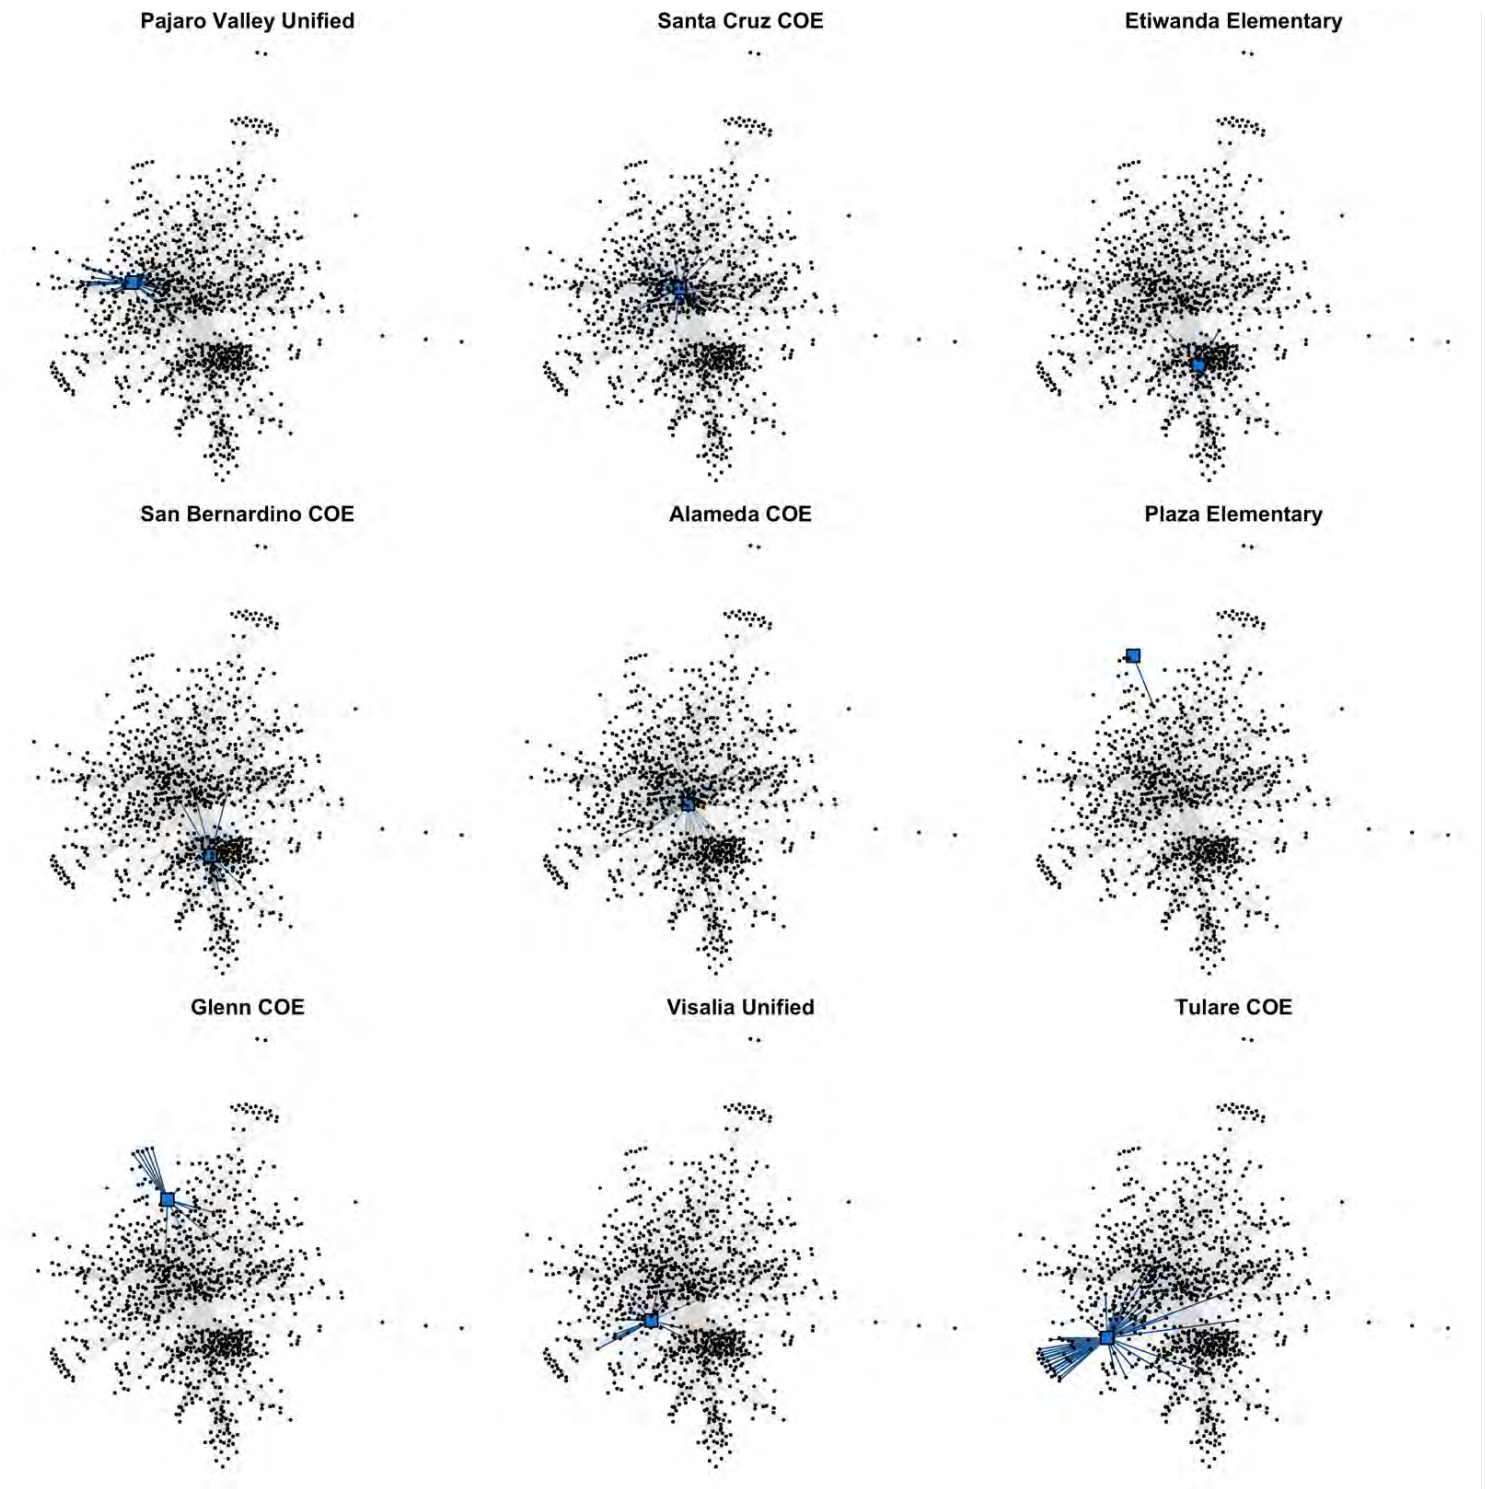 Pajaro Valley Unified
Santa Cruz COE
Etiwanda Elementary
San Bernardino COE
Alameda COE
Plaza Elementary
Glenn COE
Visalia Unified
Tulare COE